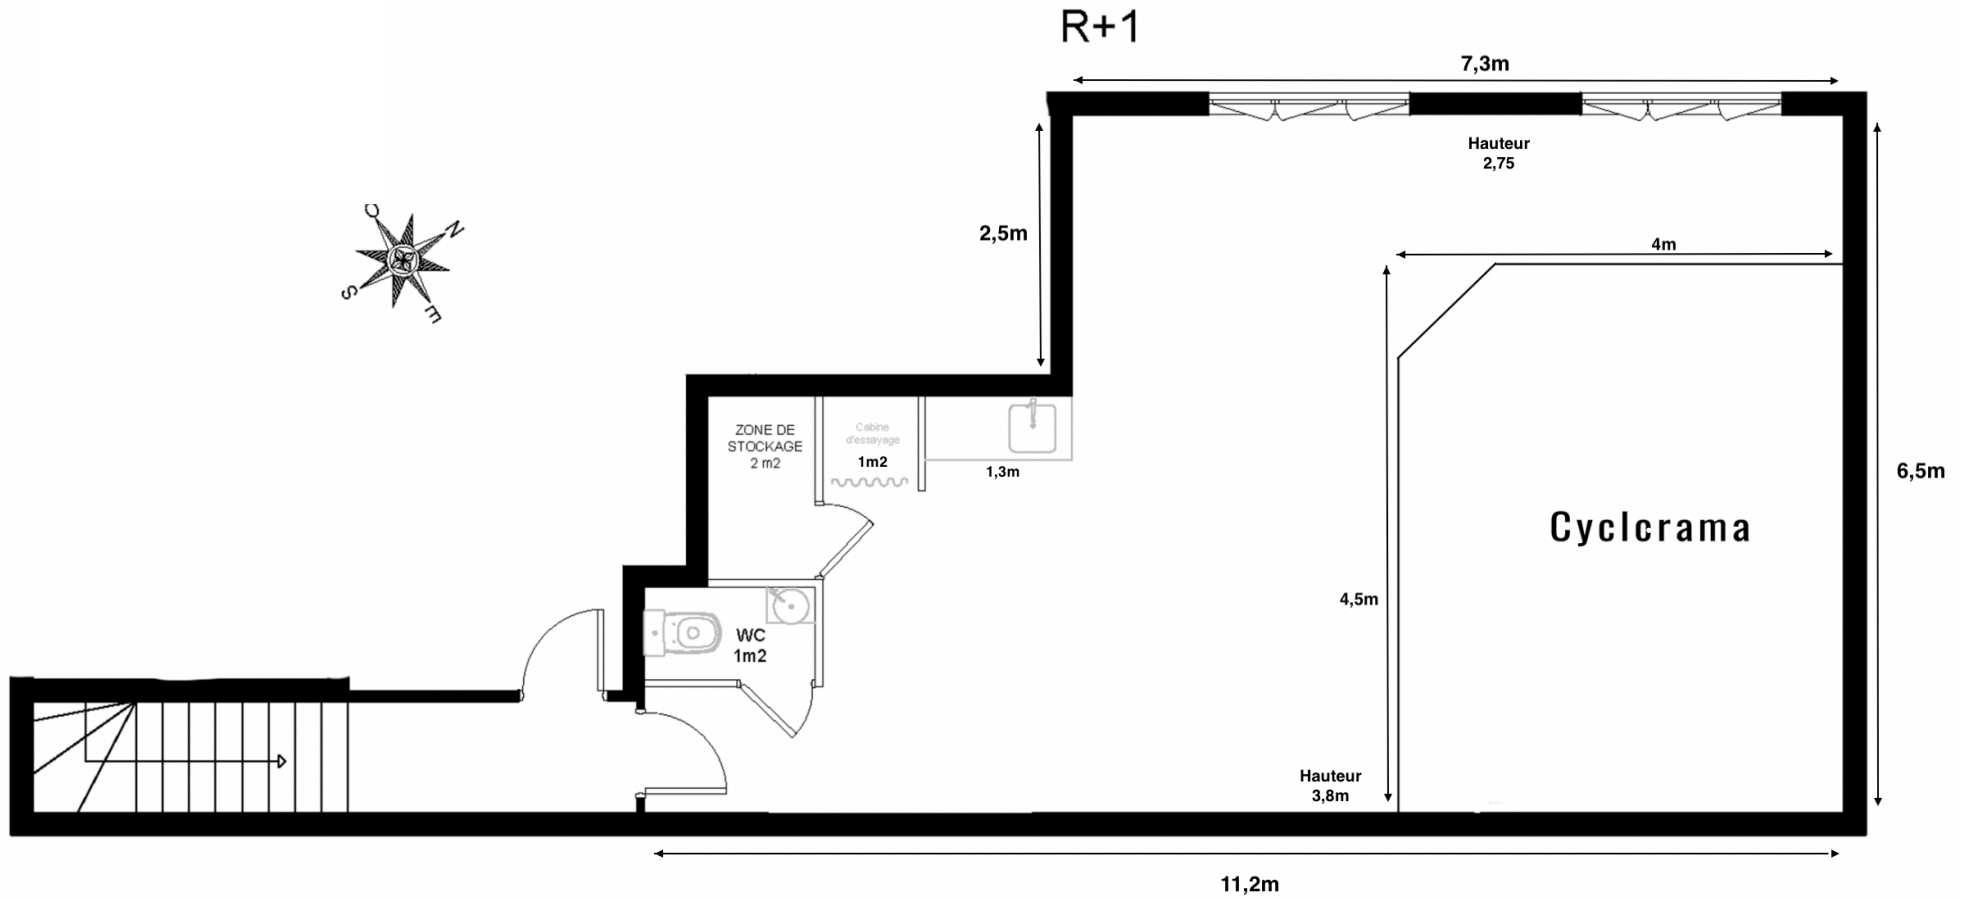 R+1
7,3m
Hauteur
2,75
O
N
S
E
2,5m
4m
ZONE DE
STOCKAGE
2 m2
Cabine
d'essayage
1m2
1,3m
6,5m
Cyclcrama
4,5m
WC
1m2
Hauteur
3,8m
11,2m